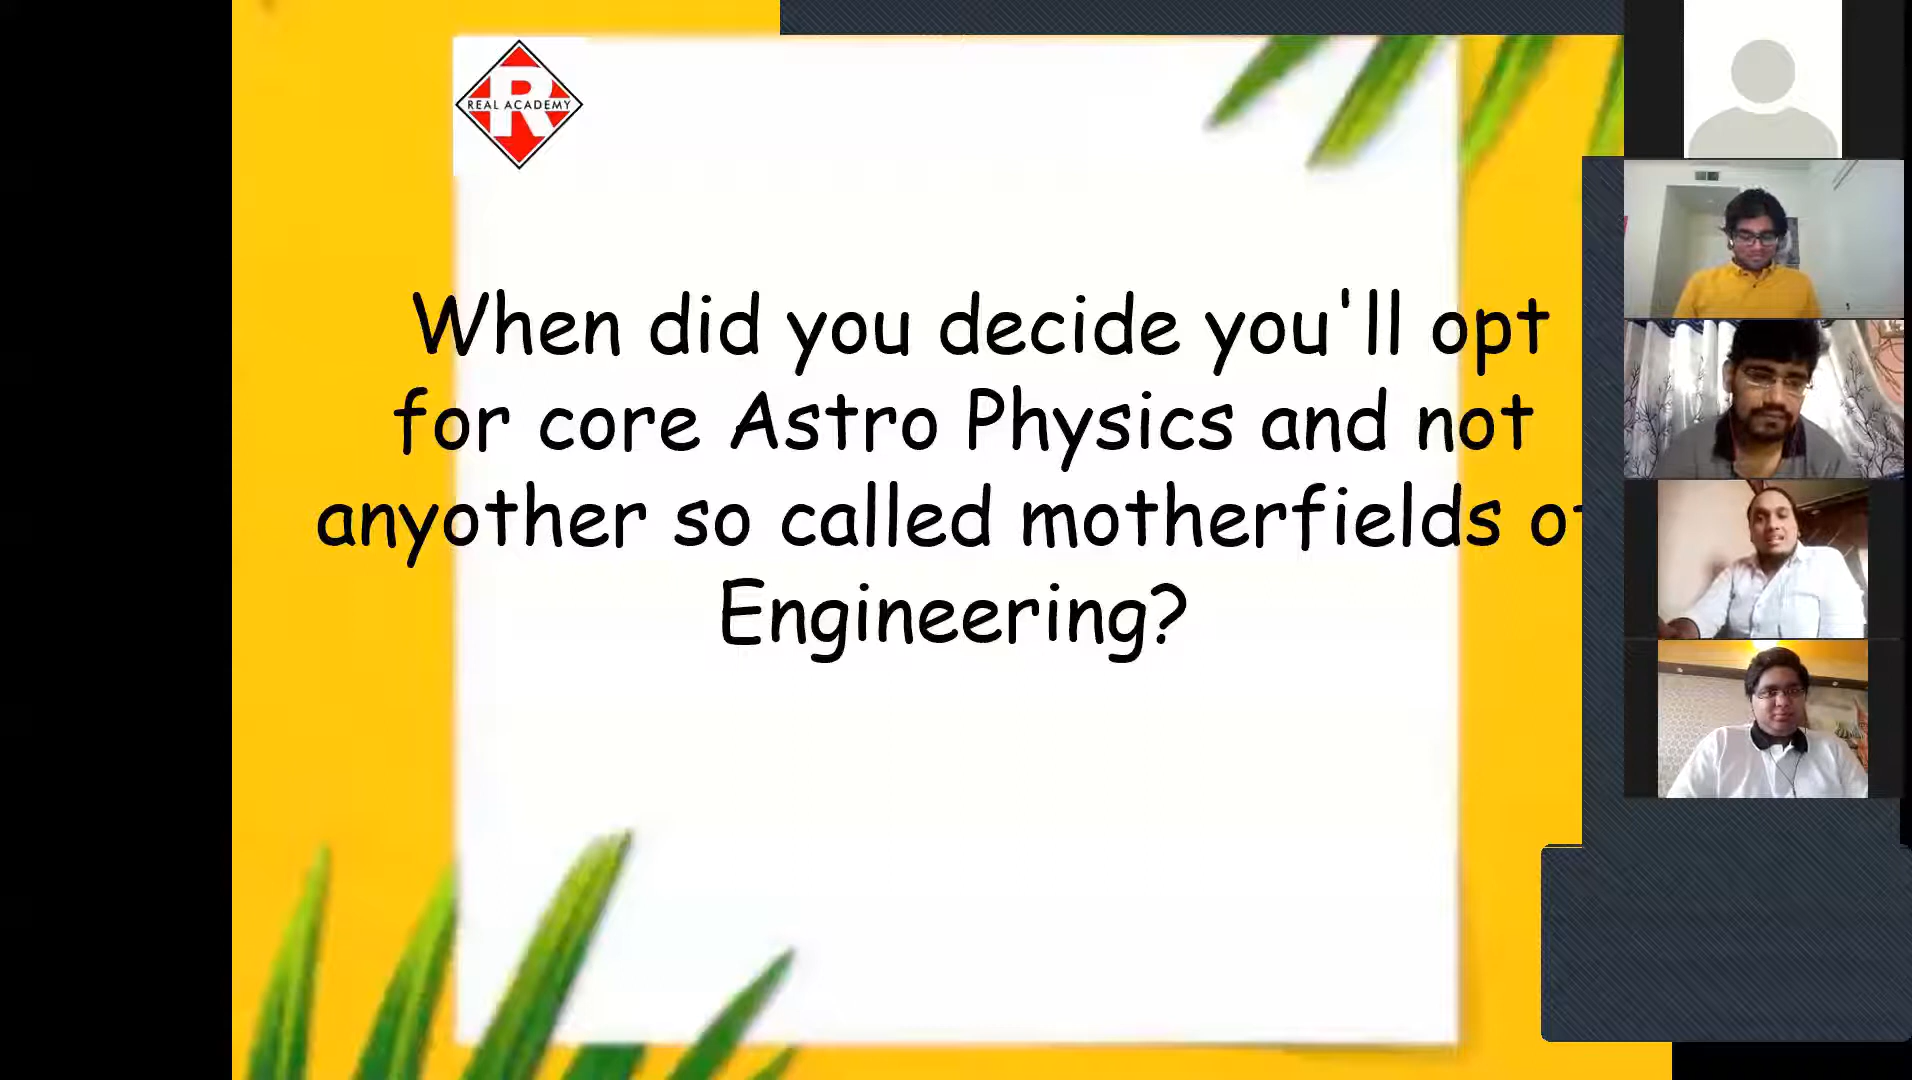 REAL ACADEMY
When did you decide you'll opt
for core Astro Physics and not
anyother so called motherfields of
Engineering?